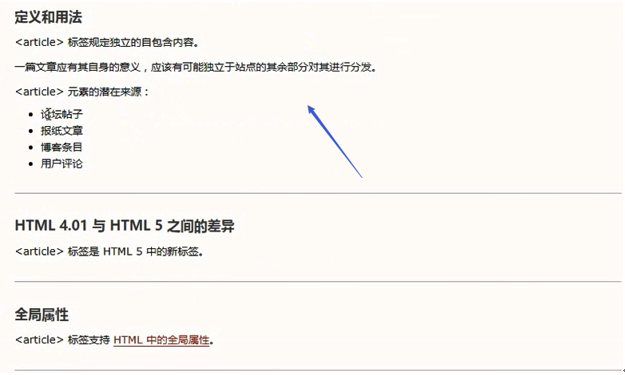 定义和用法
<article> 标签规定独立的自包含内容。
一篇文章应有其自身的意义，应该有可能独立于站点的其余部分对其进行分发。
<article> 元素的潜在来源：
论坛帖子
报纸文章
博客条目
用户评论
HTML 4.01 与 HTML 5 之间的差异
<article> 标签是 HTML 5 中的新标签。
全局属性
<article> 标签支持 HTML 中的全局属性。